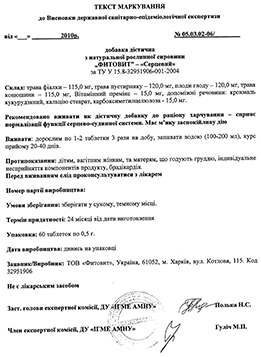 ТЕКСТ МАРКУВАННЯ
до Висновки державної санітарно-епідеміологічної експертизи
від «___» 2010р. № 05.03.02-06/
добавка дієтична
з натуральної рослинної сировини
„ФИТОВИТ” – «Серцевий»
за ТУ У 15.8-32951906-001-2004
Склад: трава фіалки – 115,0 мг, трава пустирнику – 120,0 мг, плоди глоду – 120,0 мг, трава
конюшини – 115,0 мг, Вітамінний премікс – 15,0 мг, допоміжні речовини: крохмаль
кукурудзяний, кальцію стеарат, карбоксиметилцелюлоза - 15,0 мг.
Рекомендовано вживати як дієтичну добавку до раціону харчування – сприяє
нормалізації функції серцево-судинної системи. Має м’яку заспокійливу дію
Вживати: дорослим по 1-2 таблетки 3 рази на добу, запивати водою (100-200 мл), курс
прийому 20-40 днів.
Протипоказання: дітям, вагітним жінкам, та матерям, що годують груддю, індивідуальне
несприйняття компонентів продукту, брадікардія.
Перед вживанням слід проконсультуватися з лікарем
Номер партії виробництва:
Умови зберігання: зберігати у сухому, темному місці.
Термін придатності: 24 місяці від дати виготовлення
Упаковка: 60 таблеток по 0,5 г.
Дата виробництва: дивись на упаковці
Заявник/Виробник: ТОВ «Фитовит», Україна, 61052, м. Харків, вул. Котлова, 115. Код
32951906
Не є лікарським засобом
Заст. голови експертної комісії, ДУ «ІГМЕ АМНУ» Полька Н.С.
Член експертної комісії, ДУ «ІГМЕ АМНУ» Гуліч М.П.